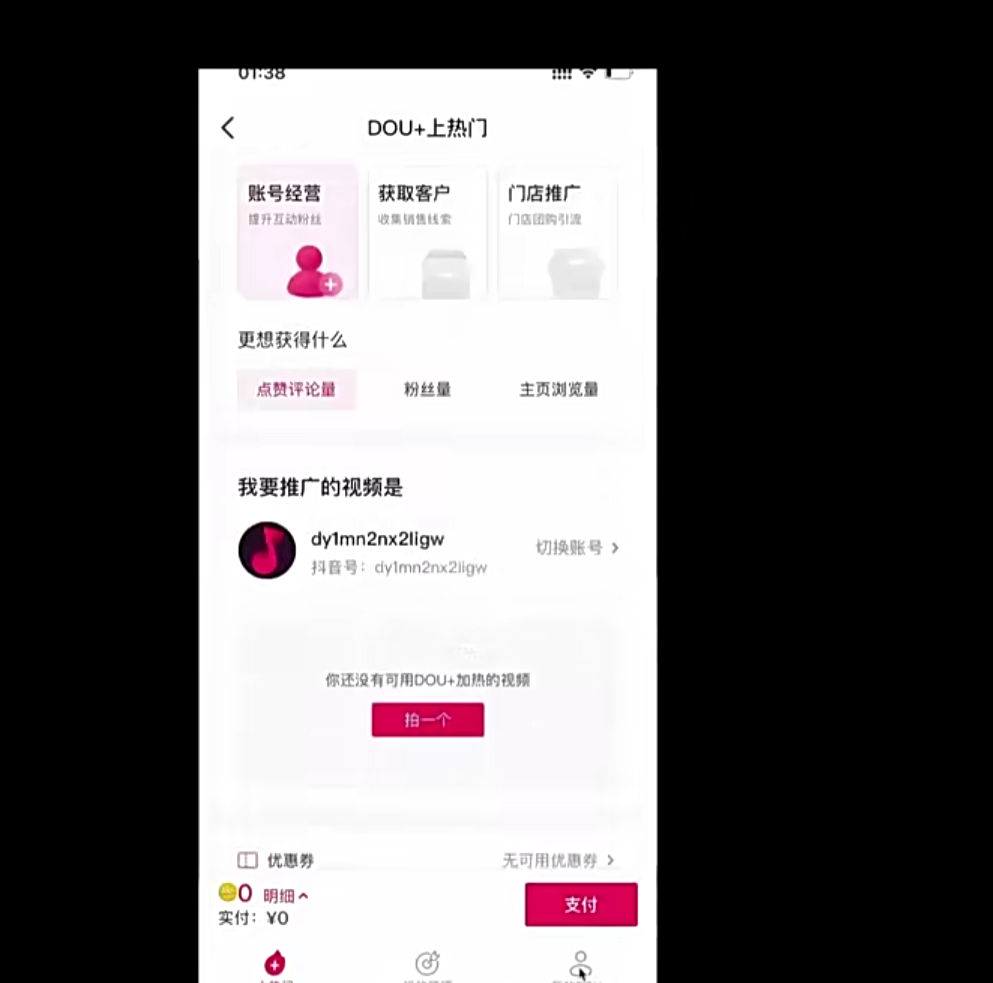 01:38
DOU+上热门
账号经营 获取客户 门店推广
提升互动粉丝 收集销售线索 门店团购引流
更想获得什么
点赞评论量 粉丝量 主页浏览量
我要推广的视频是
dy1mn2nx2ligw
切换账号 >
抖音号：dy1mn2nx2ligw
你还没有可用DOU+加热的视频
拍一个
优惠券 无可用优惠券 >
0 明细
实付：¥0
支付